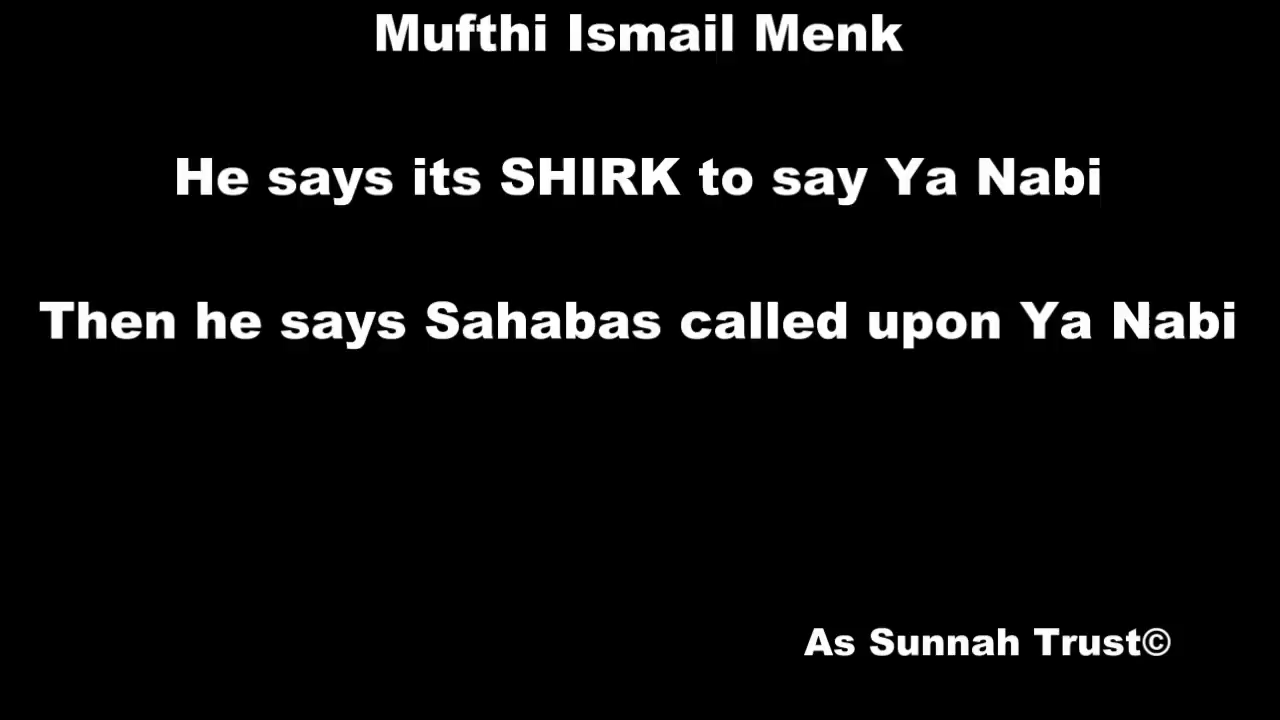 Mufthi Ismail Menk
He says its SHIRK to say Ya Nabi
Then he says Sahabas called upon Ya Nabi
As Sunnah Trust©